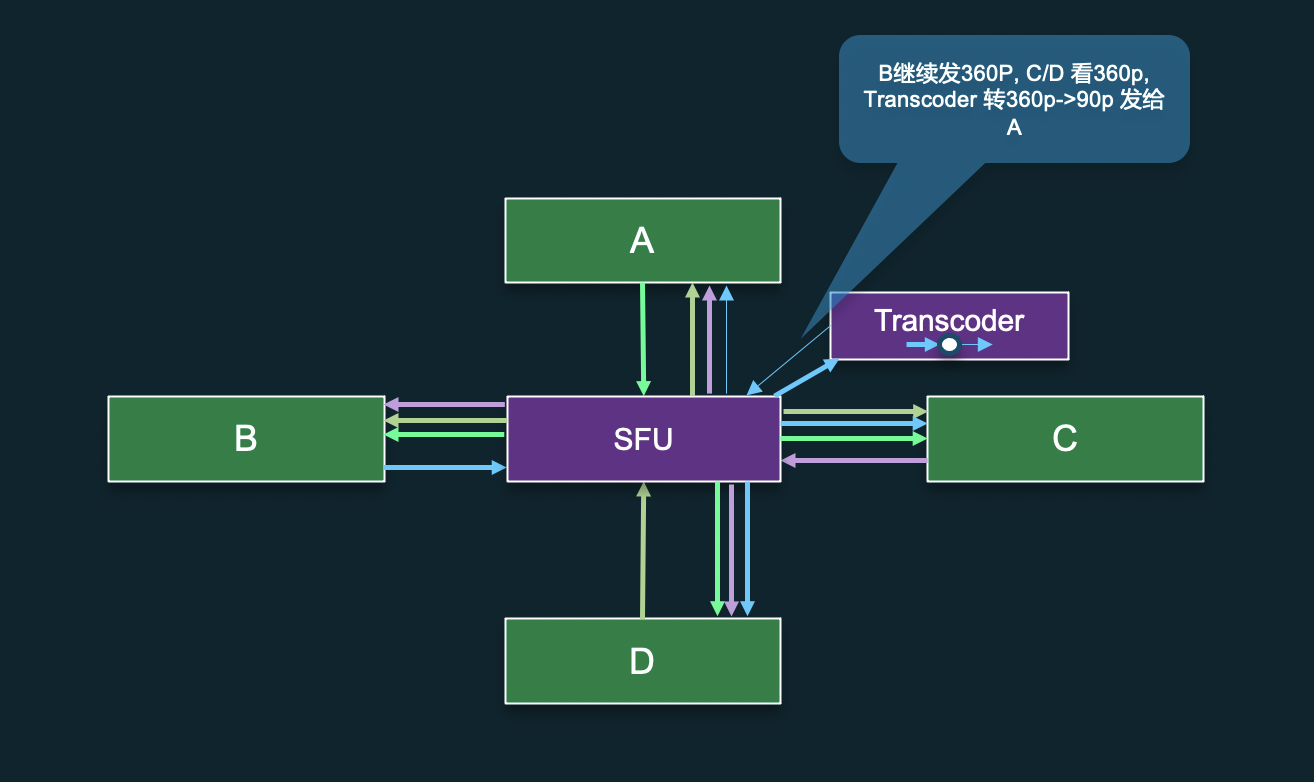 B继续发360P, C/D 看360p,
Transcoder 转360p->90p 发给
A
A
Transcoder
B
SFU
C
D